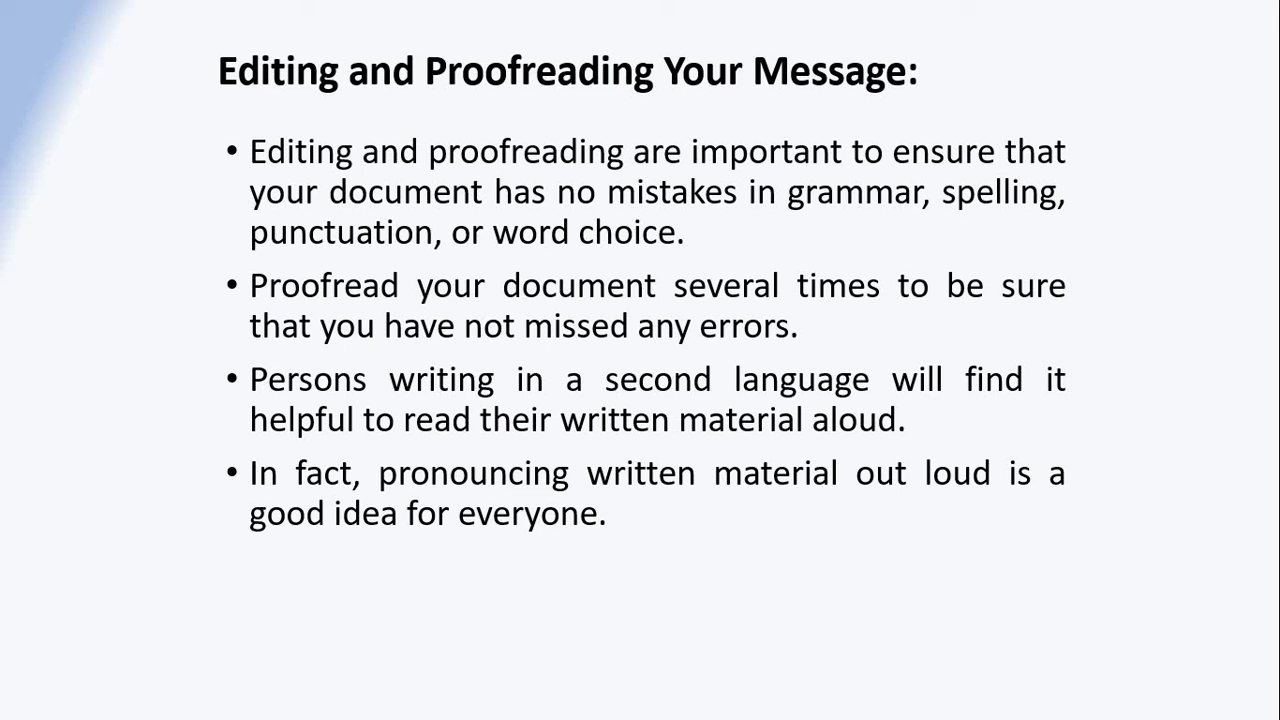 Editing and Proofreading Your Message:
• Editing and proofreading are important to ensure that
your document has no mistakes in grammar, spelling,
punctuation, or word choice.
• Proofread your document several times to be sure
that you have not missed any errors.
• Persons writing in a second language will find it
helpful to read their written material aloud.
• In fact, pronouncing written material out loud is a
good idea for everyone.